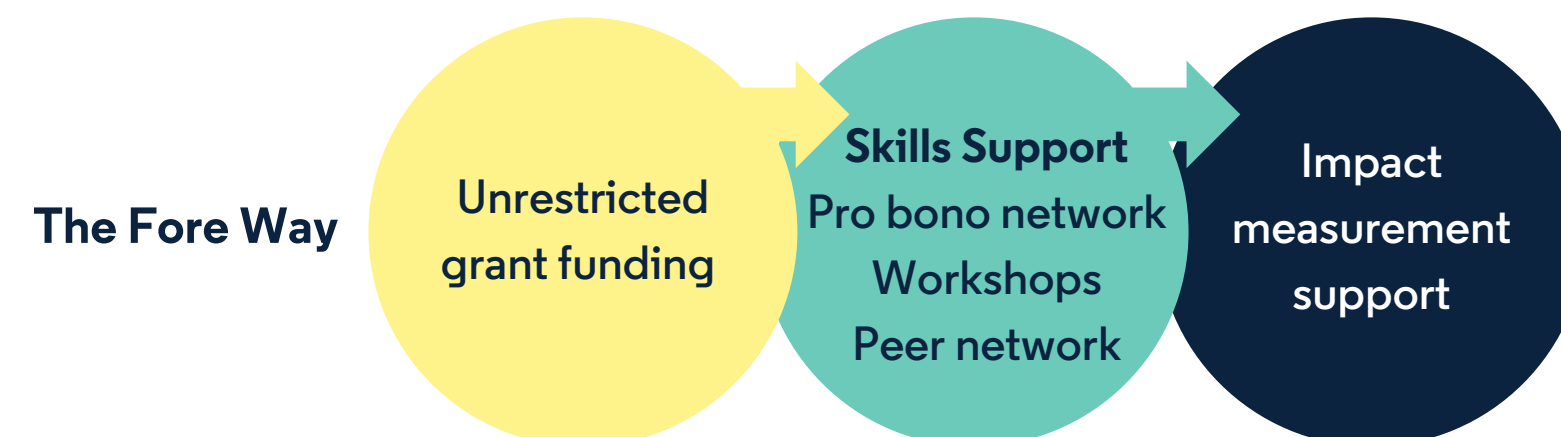 The Fore Way
Unrestricted
grant funding
Skills Support
Pro bono network
Workshops
Peer network
Impact
measurement
support